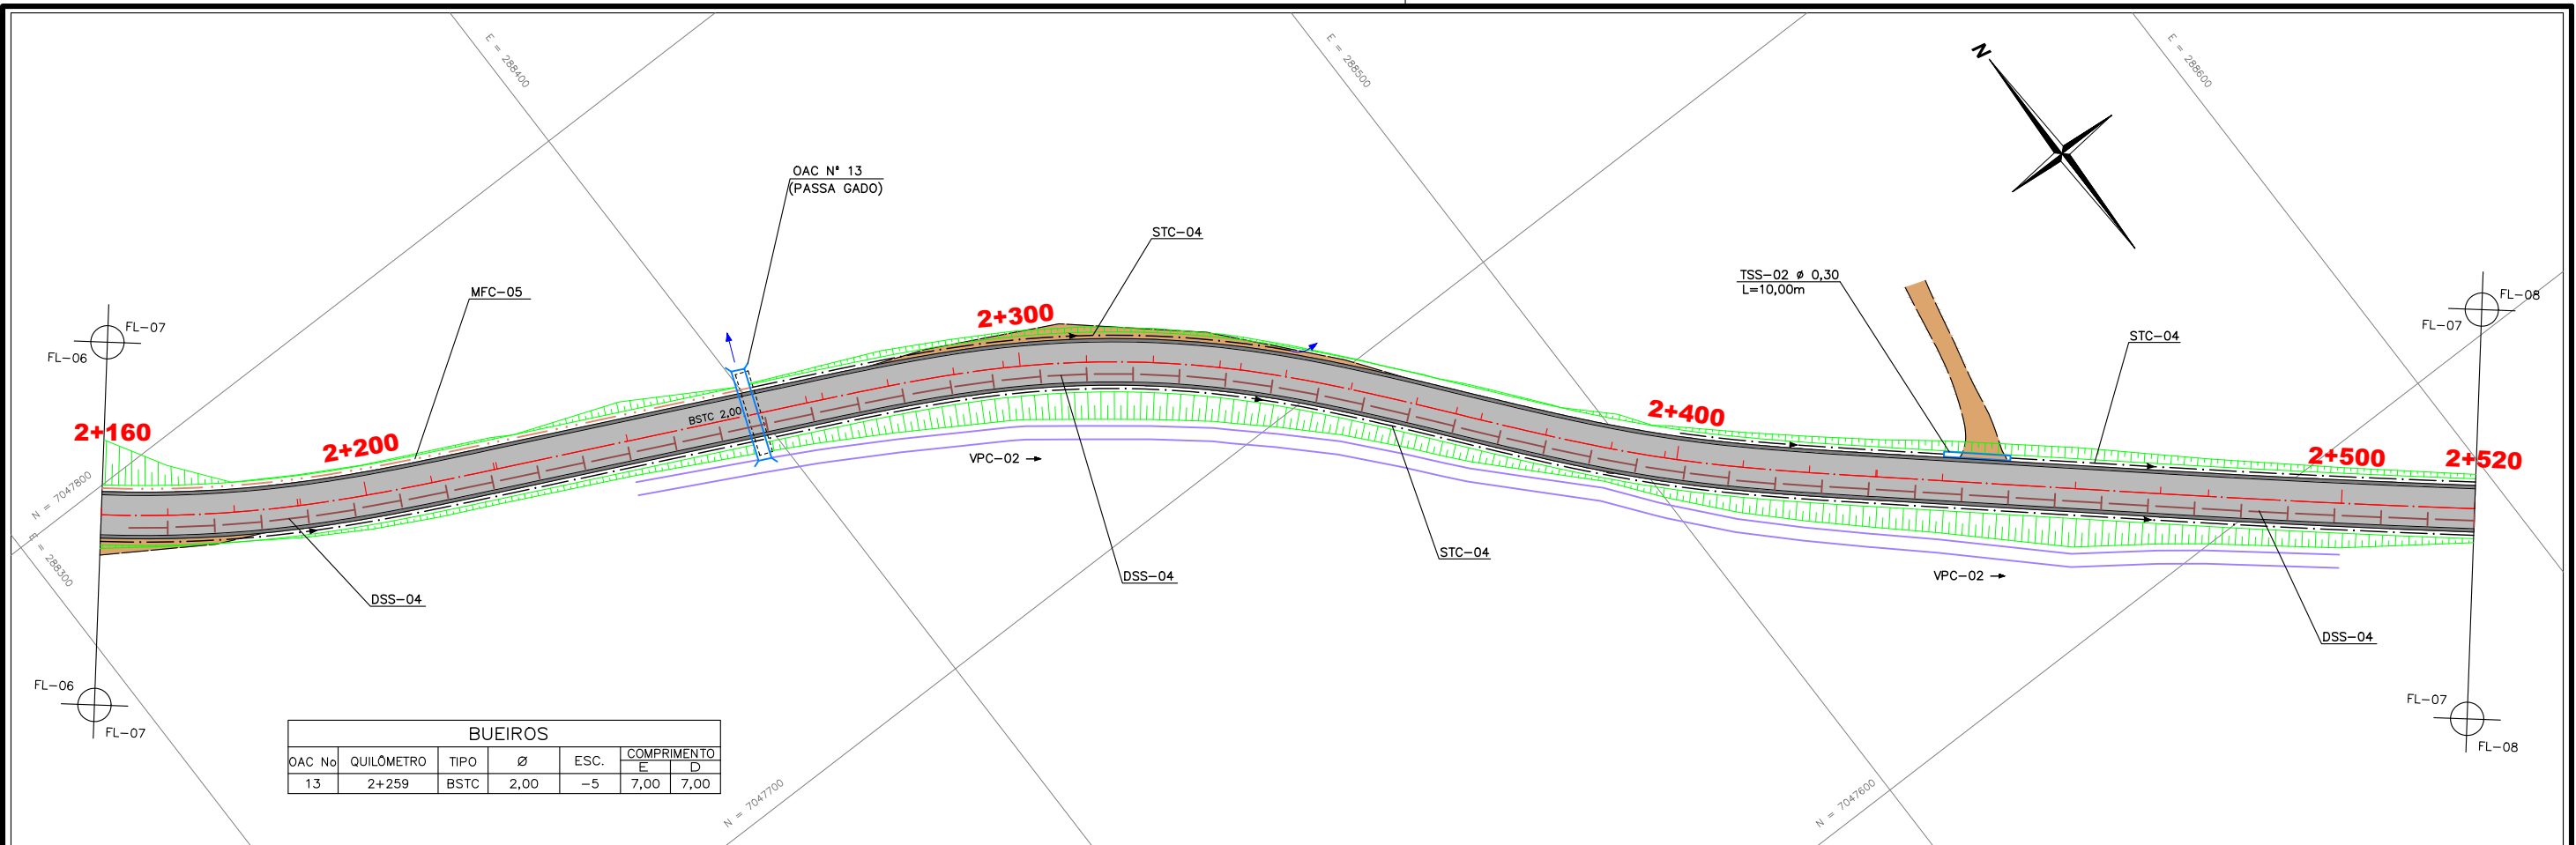 E = 288400
E = 288500
E = 288600
N
OAC N° 13
(PASSA GADO)
STC-04
MFC-05
TSS-02 ø 0,30
L=10,00m
2+300
FL-07
FL-06
FL-08
FL-07
STC-04
2+400
BSTC 2,00
2+160
2+200
VPC-02
2+500
2+520
N = 7047800
E = 288300
STC-04
DSS-04
VPC-02
DSS-04
DSS-04
FL-06
FL-07
FL-07
FL-08
BUEIROS
OAC No QUILÔMETRO TIPO Ø ESC. COMPRIMENTO
E D
13 2+259 BSTC 2,00 -5 7,00 7,00
N = 7047700
N = 7047600